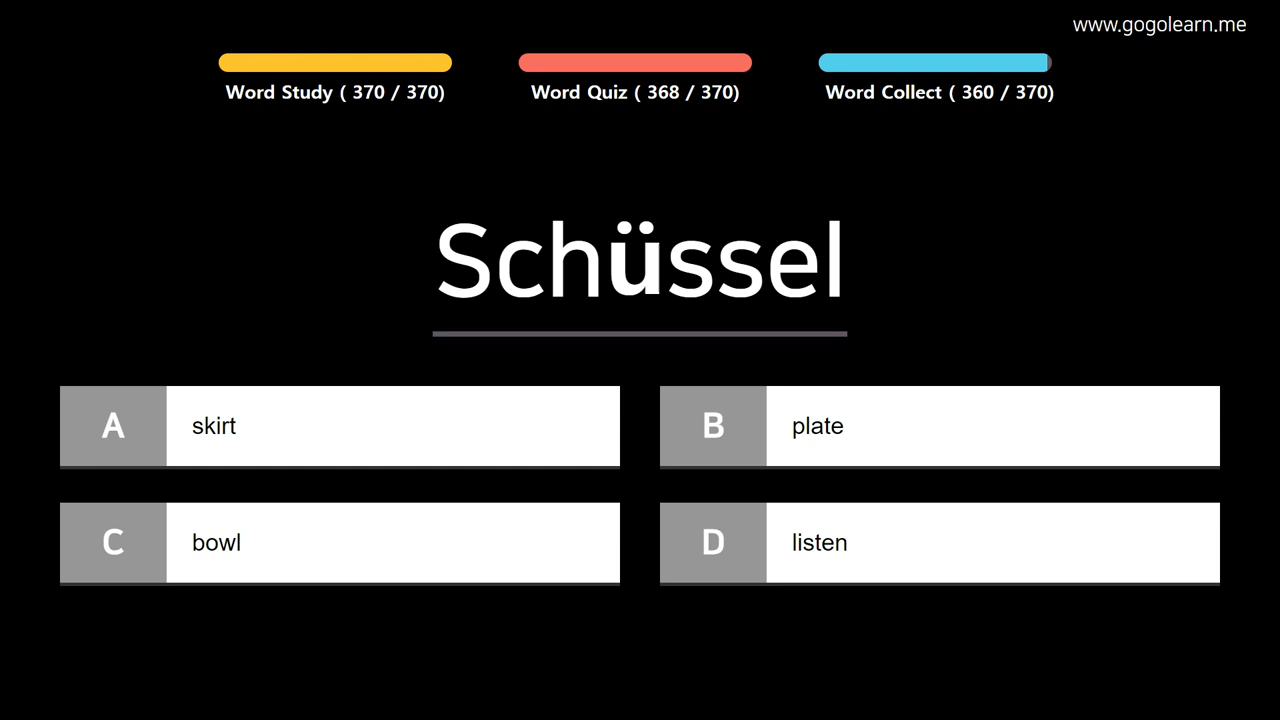 www.gogolearn.me
Word Study ( 370 / 370)
Word Quiz ( 368 / 370)
Word Collect ( 360 / 370)
Schüssel
A skirt
B plate
C bowl
D listen